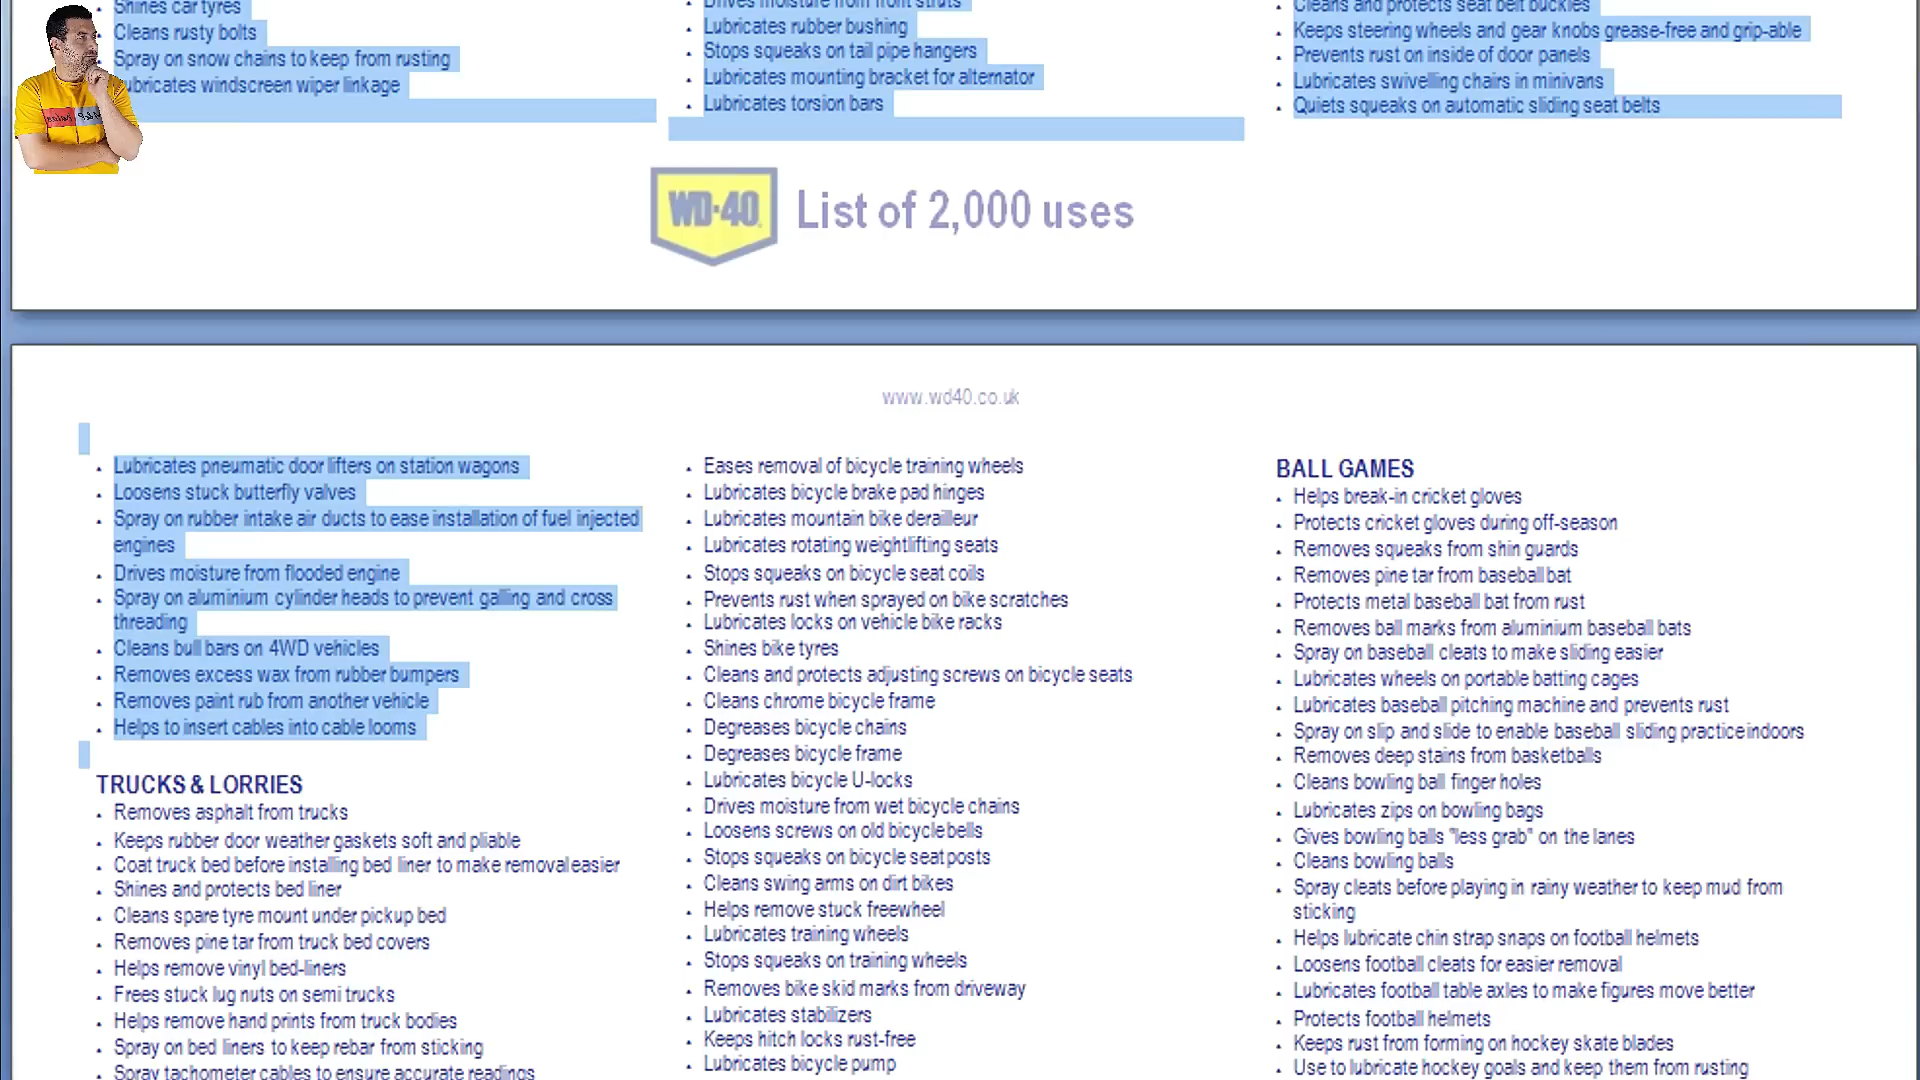 Shines car tyres
Cleans rusty bolts
Spray on snow chains to keep from rusting
Lubricates windscreen wiper linkage
Drives moisture from front struts
Lubricates rubber bushing
Stops squeaks on tail pipe hangers
Lubricates mounting bracket for alternator
Lubricates torsion bars
Cleans and protects seat belt buckles
Keeps steering wheels and gear knobs grease-free and grip-able
Prevents rust on inside of door panels
Lubricates swivelling chairs in minivans
Quiets squeaks on automatic sliding seat belts
WD-40 List of 2,000 uses
www.wd40.co.uk
Lubricates pneumatic door lifters on station wagons
Loosens stuck butterfly valves
Spray on rubber intake air ducts to ease installation of fuel injected
engines
Drives moisture from flooded engine
Spray on aluminium cylinder heads to prevent galling and cross
threading
Cleans bull bars on 4WD vehicles
Removes excess wax from rubber bumpers
Removes paint rub from another vehicle
Helps to insert cables into cable looms
TRUCKS & LORRIES
Removes asphalt from trucks
Keeps rubber door weather gaskets soft and pliable
Coat truck bed before installing bed liner to make removal easier
Shines and protects bed liner
Cleans spare tyre mount under pickup bed
Removes pine tar from truck bed covers
Helps remove vinyl bed-liners
Frees stuck lug nuts on semi trucks
Helps remove hand prints from truck bodies
Spray on bed liners to keep rebar from sticking
Spray tachometer cables to ensure accurate readings
Eases removal of bicycle training wheels
Lubricates bicycle brake pad hinges
Lubricates mountain bike derailleur
Lubricates rotating weightlifting seats
Stops squeaks on bicycle seat coils
Prevents rust when sprayed on bike scratches
Lubricates locks on vehicle bike racks
Shines bike tyres
Cleans and protects adjusting screws on bicycle seats
Cleans chrome bicycle frame
Degreases bicycle chains
Degreases bicycle frame
Lubricates bicycle U-locks
Drives moisture from wet bicycle chains
Loosens screws on old bicycle bells
Stops squeaks on bicycle seat posts
Cleans swing arms on dirt bikes
Helps remove stuck freewheel
Lubricates training wheels
Stops squeaks on training wheels
Removes bike skid marks from driveway
Lubricates stabilizers
Keeps hitch locks rust-free
Lubricates bicycle pump
BALL GAMES
Helps break-in cricket gloves
Protects cricket gloves during off-season
Removes squeaks from shin guards
Removes pine tar from baseball bat
Protects metal baseball bat from rust
Removes ball marks from aluminium baseball bats
Spray on baseball cleats to make sliding easier
Lubricates wheels on portable batting cages
Lubricates baseball pitching machine and prevents rust
Spray on slip and slide to enable baseball sliding practice indoors
Removes deep stains from basketballs
Cleans bowling ball finger holes
Lubricates zips on bowling bags
Gives bowling balls "less grab" on the lanes
Cleans bowling balls
Spray cleats before playing in rainy weather to keep mud from
sticking
Helps lubricate chin strap snaps on football helmets
Loosens football cleats for easier removal
Lubricates football table axles to make figures move better
Protects football helmets
Keeps rust from forming on hockey skate blades
Use to lubricate hockey goals and keep them from rusting